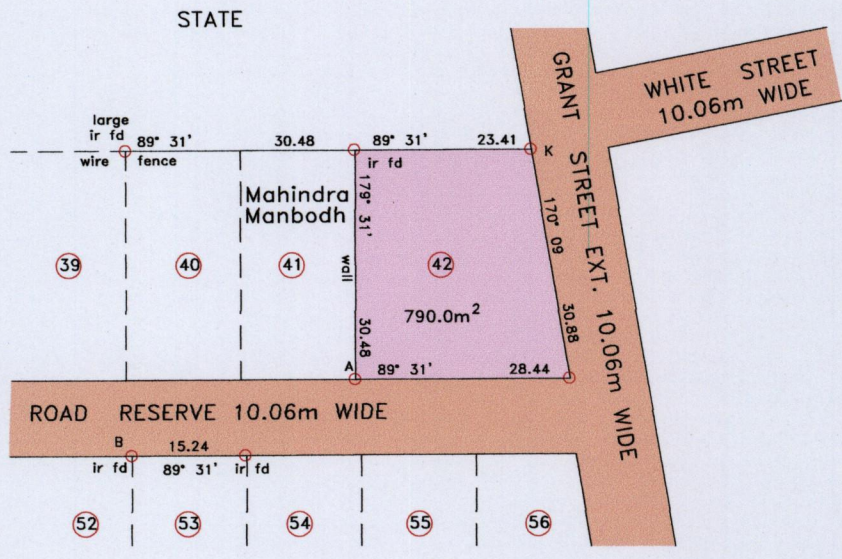 STATE
GRANT STREET EXT. 10.06m WIDE
WHITE STREET
10.06m WIDE
large
ir fd
89° 31'
30.48
89° 31'
23.41
K
wire
fence
ir fd
Mahindra
Manbodh
179° 31'
wall
30.48
170° 09
30.88
39
40
41
42
790.0m²
A
89° 31'
28.44
ROAD RESERVE 10.06m WIDE
B
15.24
ir fd
89° 31'
ir fd
52
53
54
55
56